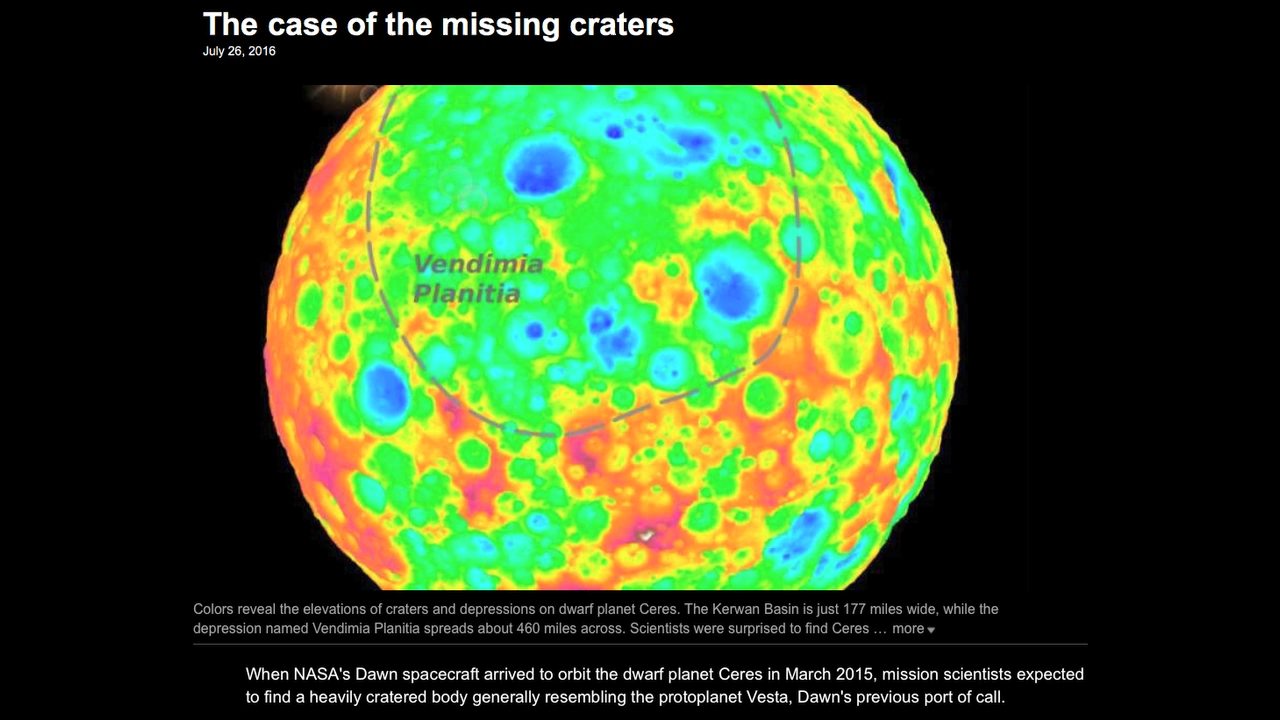 The case of the missing craters
July 26, 2016
Vendimia
Planitia
Colors reveal the elevations of craters and depressions on dwarf planet Ceres. The Kerwan Basin is just 177 miles wide, while the
depression named Vendimia Planitia spreads about 460 miles across. Scientists were surprised to find Ceres … more
When NASA's Dawn spacecraft arrived to orbit the dwarf planet Ceres in March 2015, mission scientists expected
to find a heavily cratered body generally resembling the protoplanet Vesta, Dawn's previous port of call.